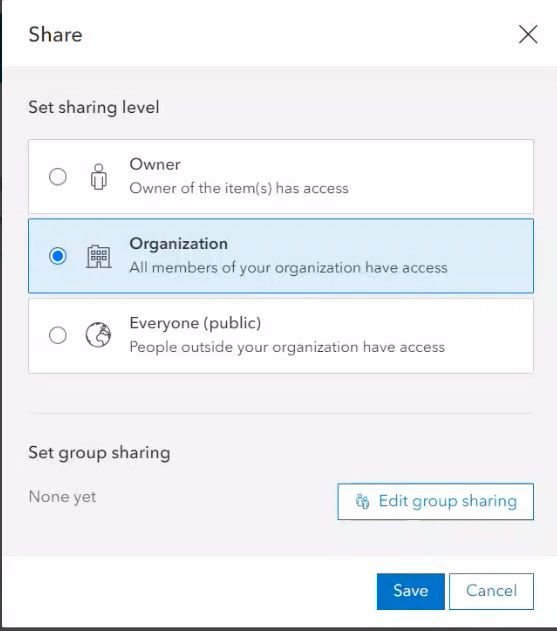 Share
Set sharing level
Owner
Owner of the item(s) has access
Organization
All members of your organization have access
Everyone (public)
People outside your organization have access
Set group sharing
None yet
Edit group sharing
Save
Cancel